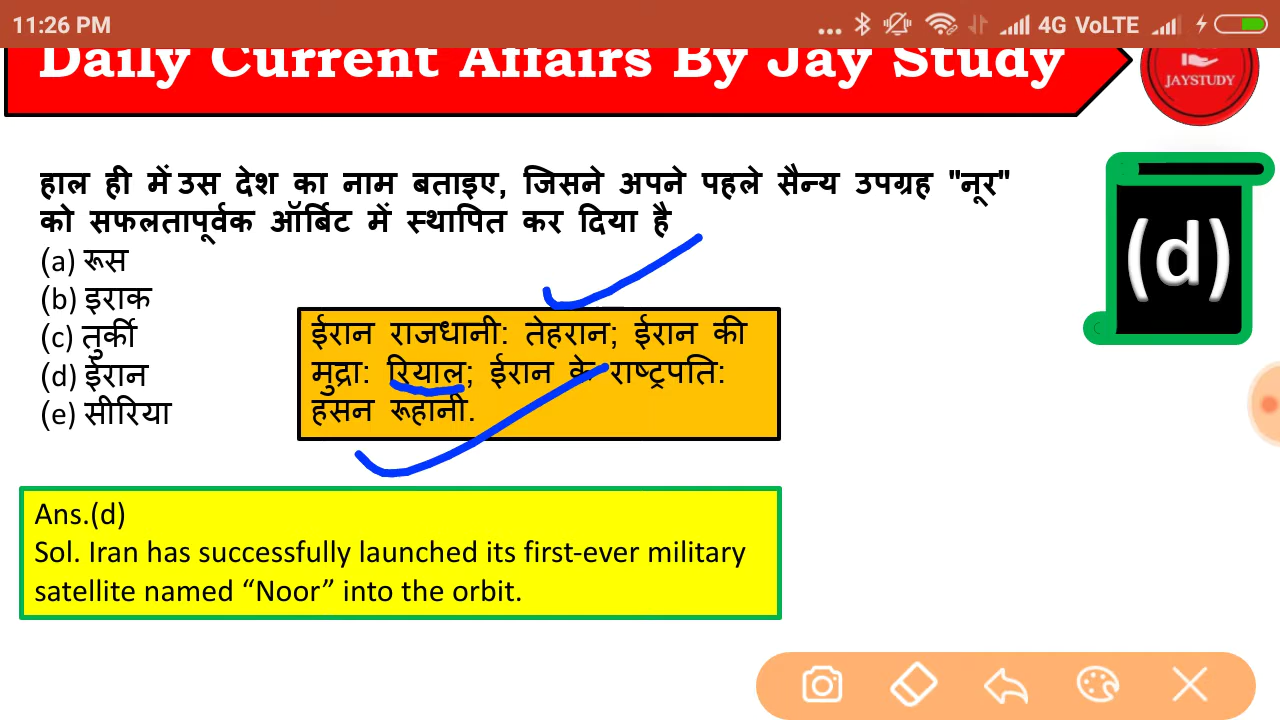 11:26 PM
4G VoLTE
Daily Current Affairs By Jay Study
JAYSTUDY
हाल ही में उस देश का नाम बताइए, जिसने अपने पहले सैन्य उपग्रह "नूर"
को सफलतापूर्वक ऑर्बिट में स्थापित कर दिया है
(a) रूस
(b) इराक
(c) तुर्की
(d) ईरान
(e) सीरिया
(d)
ईरान राजधानी: तेहरान; ईरान की
मुद्रा: रियाल; ईरान के राष्ट्रपति:
हसन रूहानी.
Ans.(d)
Sol. Iran has successfully launched its first-ever military
satellite named “Noor” into the orbit.